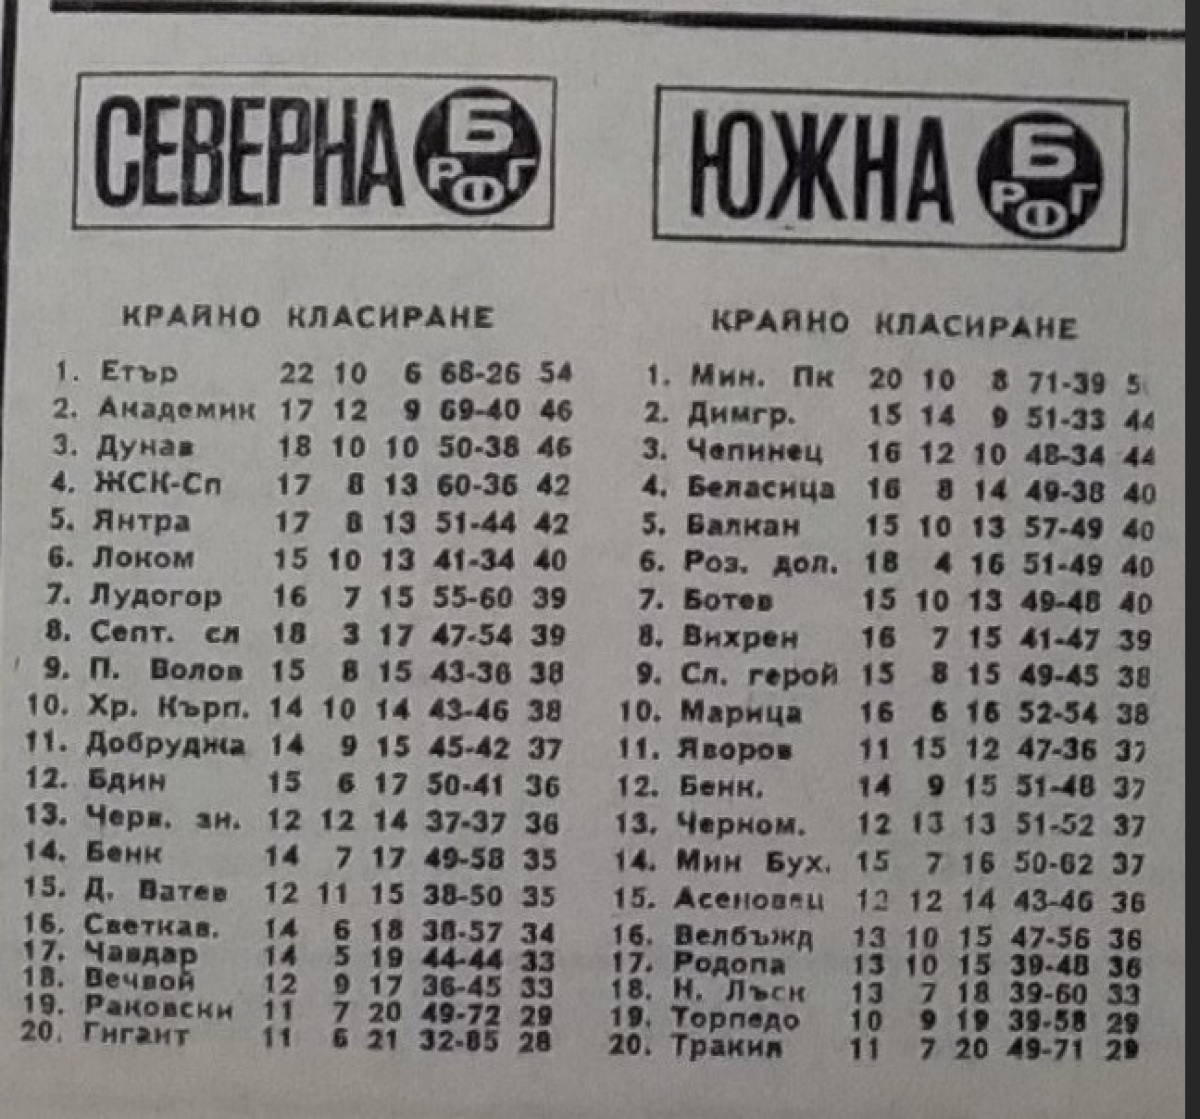 СЕВЕРНА Б РФГ
КРАЙНО КЛАСИРАНЕ
1. Етър 22 10 6 68-26 54
2. Академик 17 12 9 69-40 46
3. Дунав 18 10 10 50-38 46
4. ЖСК-Сп 17 8 13 60-36 42
5. Янтра 17 8 13 51-44 42
6. Локом 15 10 13 41-34 40
7. Лудогор 16 7 15 55-60 39
8. Септ. сл 18 3 17 47-54 39
9. П. Волов 15 8 15 43-36 38
10. Хр. Кърп. 14 10 14 43-46 38
11. Добруджа 14 9 15 45-42 37
12. Бдин 15 6 17 50-41 36
13. Черв. зн. 12 12 14 37-37 36
14. Бенк 14 7 17 49-58 35
15. Д. Ватев 12 11 15 38-50 35
16. Светкав. 14 6 18 38-57 34
17. Чавдар 14 5 19 44-44 33
18. Вечвой 12 9 17 36-45 33
19. Раковски 11 7 20 49-72 29
20. Гигант 11 6 21 32-85 28
ЮЖНА Б РФГ
КРАЙНО КЛАСИРАНЕ
1. Мин. Пк 20 10 8 71-39
2. Димгр. 15 14 9 51-33 44
3. Чепинец 16 12 10 48-34 44
4. Беласица 16 8 14 49-38 40
5. Балкан 15 10 13 57-49 40
6. Роз. дол. 18 4 16 51-49 40
7. Ботев 15 10 13 49-48 40
8. Вихрен 16 7 15 41-47 39
9. Сл. герой 15 8 15 49-45 38
10. Марица 16 6 16 52-54 38
11. Яворов 11 15 12 47-36 37
12. Бенк. 14 9 15 51-48 37
13. Черном. 12 13 13 51-52 37
14. Мин Бух. 15 7 16 50-62 37
15. Асеновец 12 12 14 43-46 36
16. Велбъжд 13 10 15 47-56 36
17. Родопа 13 10 15 39-48 36
18. Н. Лъск 13 7 18 39-60 33
19. Торпедо 10 9 19 39-58 29
20. Тракия 11 7 20 49-71 29